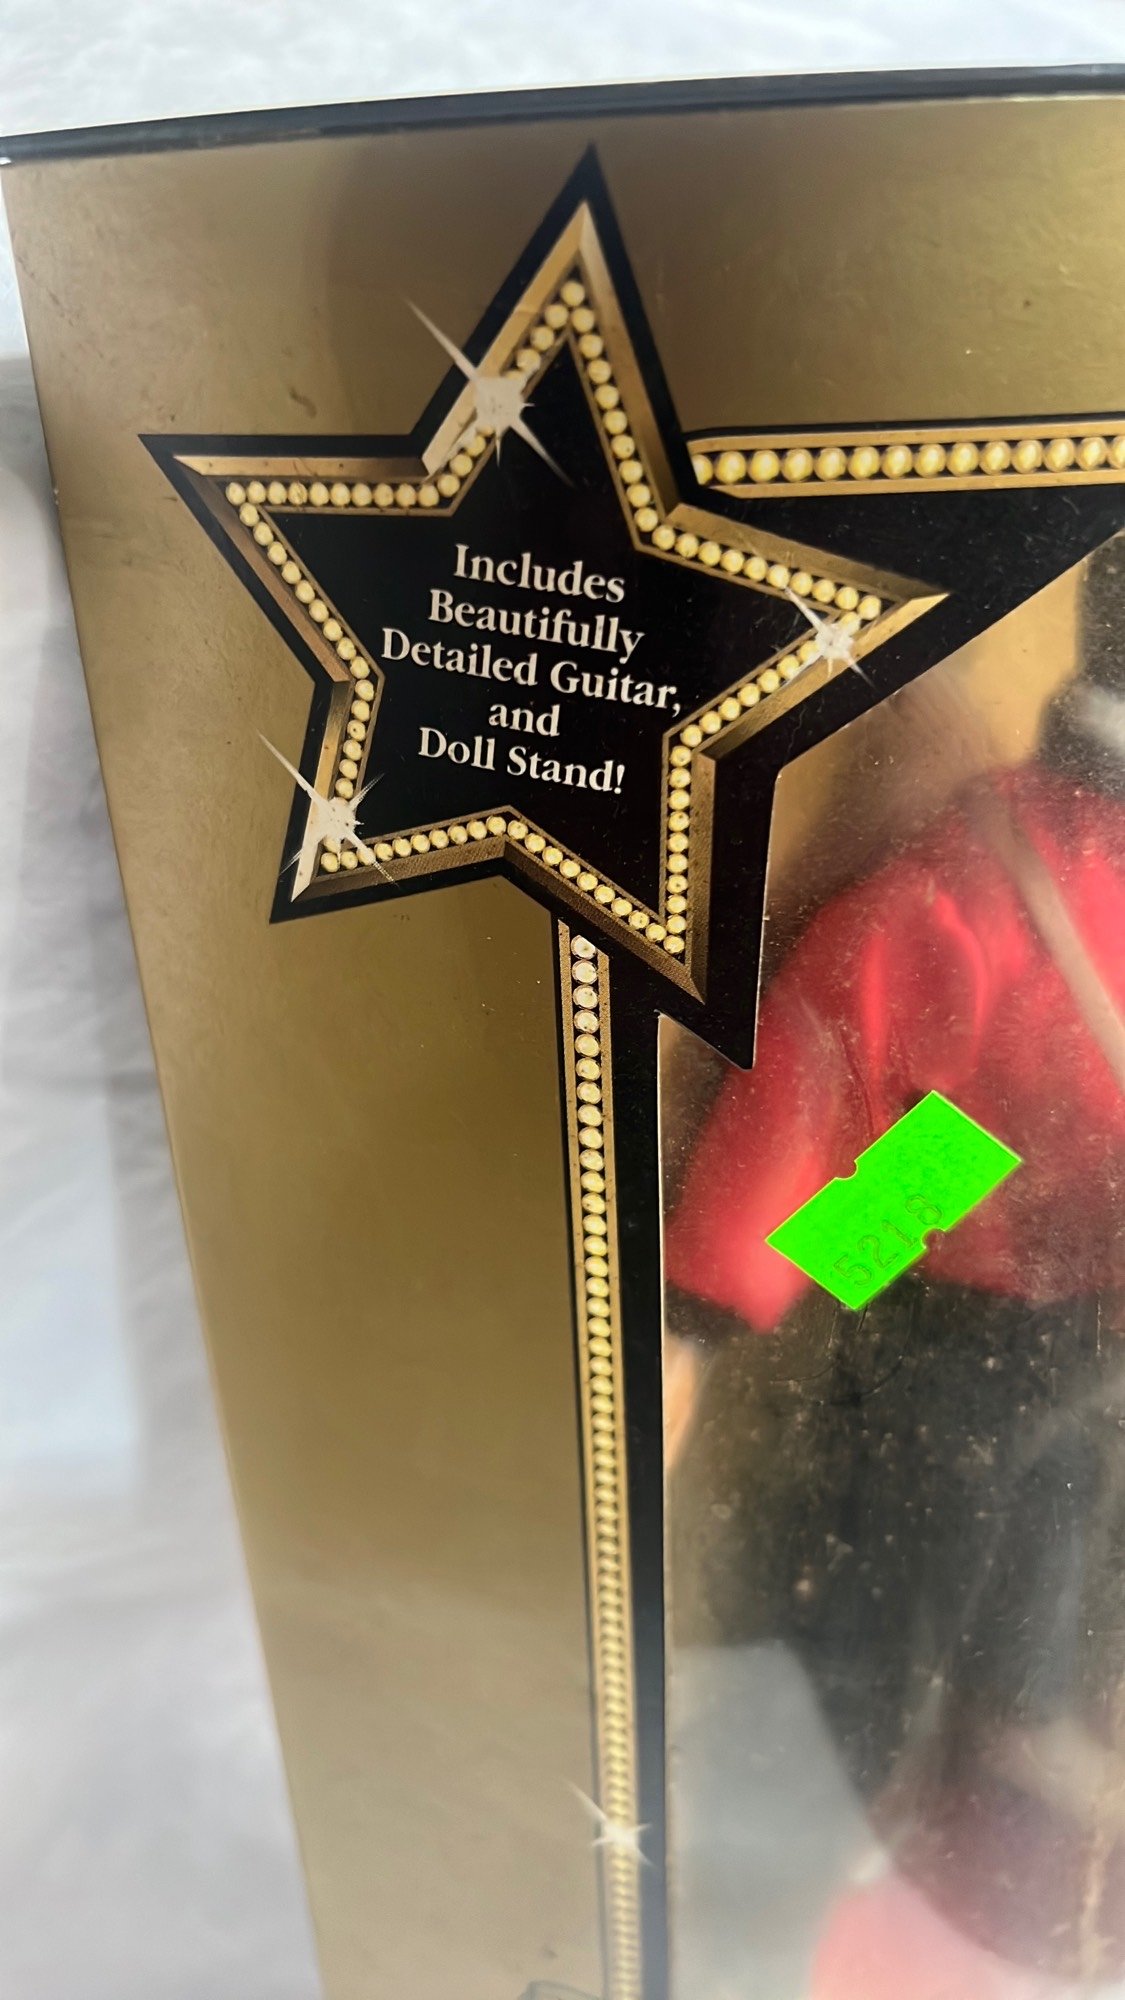 Includes
Beautifully
Detailed Guitar,
and
Doll Stand!
5218